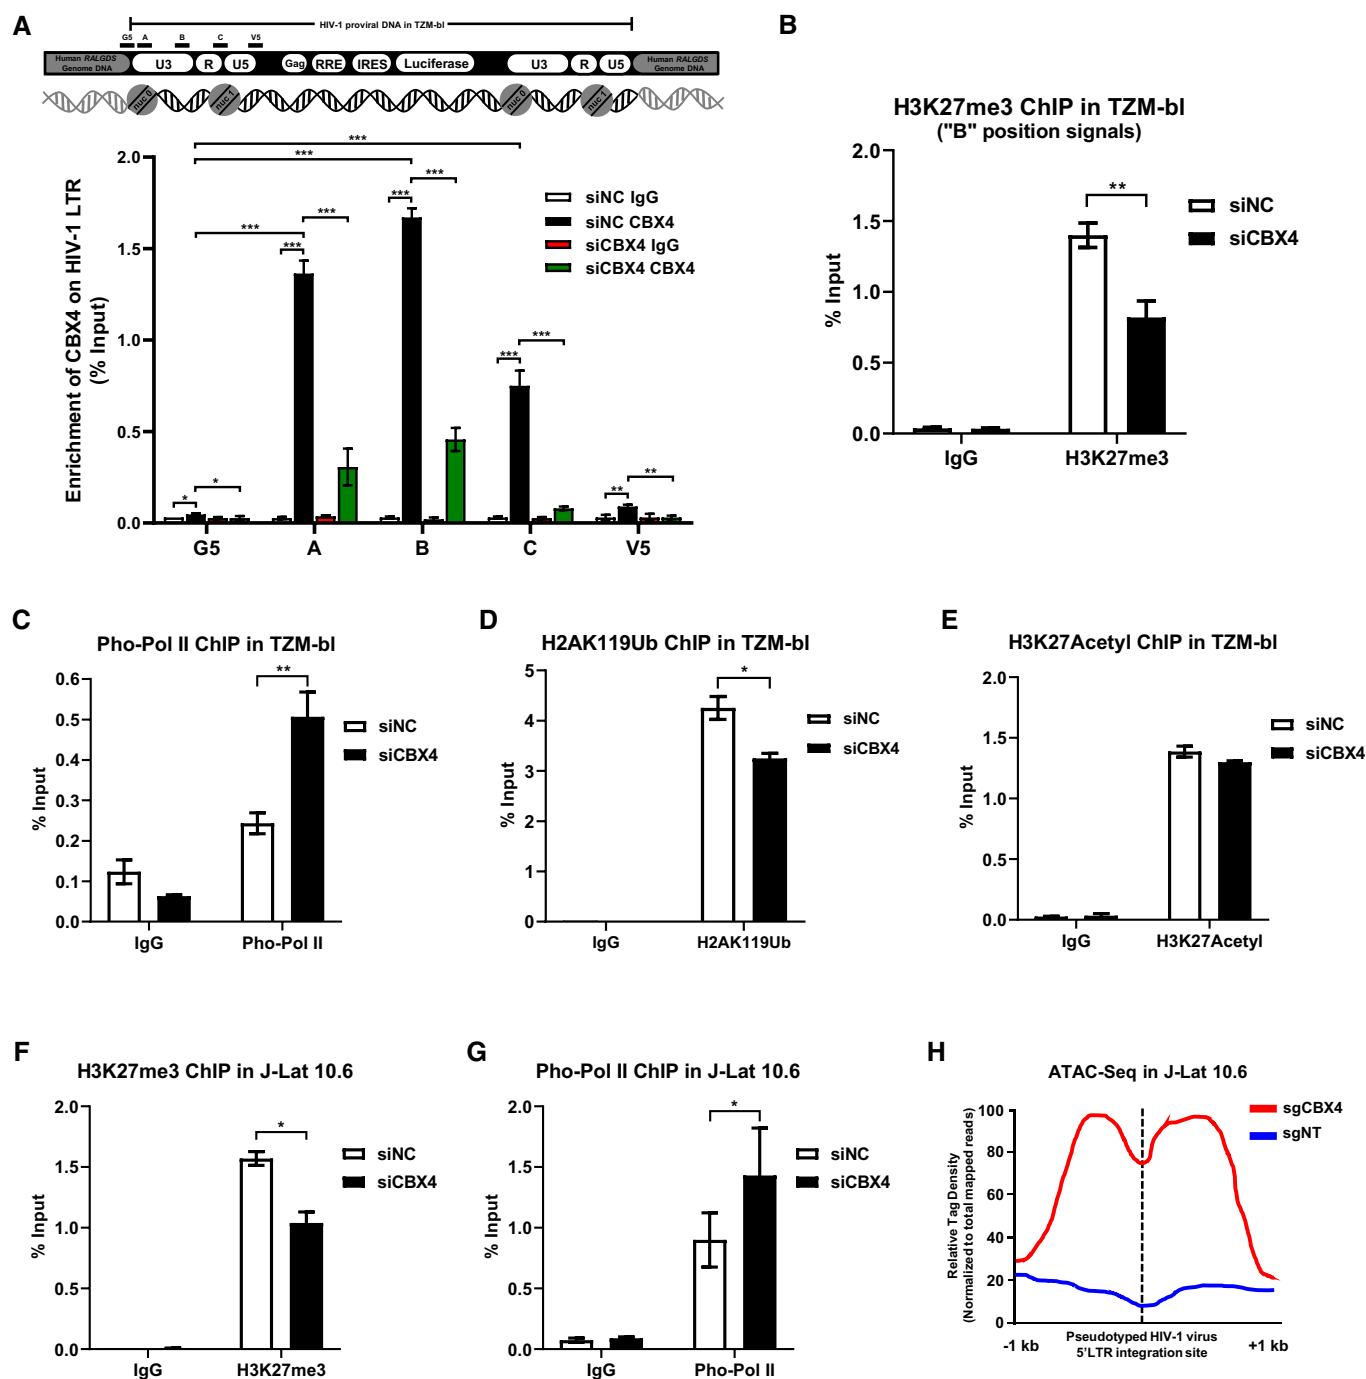 A
HIV-1 proviral DNA in TZM-bl
G5 A B C V5
Human RALGDS
Genome DNA
U3 R U5 Gag RRE IRES Luciferase U3 R U5
Human RALGDS
Genome DNA
nuc 0 nuc 1 nuc 0 nuc 1
Enrichment of CBX4 on HIV-1 LTR
(% Input)
2.0
1.5
1.0
0.5
0.0
***
***
***
***
***
***
***
***
***
* * ** **
siNC IgG
siNC CBX4
siCBX4 IgG
siCBX4 CBX4
G5 A B C V5
B
H3K27me3 ChIP in TZM-bl
("B" position signals)
% Input
2.0
1.5
1.0
0.5
0.0
**
siNC
siCBX4
IgG H3K27me3
C
Pho-Pol II ChIP in TZM-bl
% Input
0.6
0.5
0.4
0.3
0.2
0.1
0.0
**
siNC
siCBX4
IgG Pho-Pol II
D
H2AK119Ub ChIP in TZM-bl
% Input
5
4
3
2
1
0
*
siNC
siCBX4
IgG H2AK119Ub
E
H3K27Acetyl ChIP in TZM-bl
% Input
2.0
1.5
1.0
0.5
0.0
siNC
siCBX4
IgG H3K27Acetyl
F
H3K27me3 ChIP in J-Lat 10.6
% Input
2.0
1.5
1.0
0.5
0.0
*
siNC
siCBX4
IgG H3K27me3
G
Pho-Pol II ChIP in J-Lat 10.6
% Input
2.0
1.5
1.0
0.5
0.0
*
siNC
siCBX4
IgG Pho-Pol II
H
ATAC-Seq in J-Lat 10.6
Relative Tag Density
(Normalized to total mapped reads)
100
80
60
40
20
0
sgCBX4
sgNT
-1 kb
Pseudotyped HIV-1 virus
5'LTR integration site
+1 kb